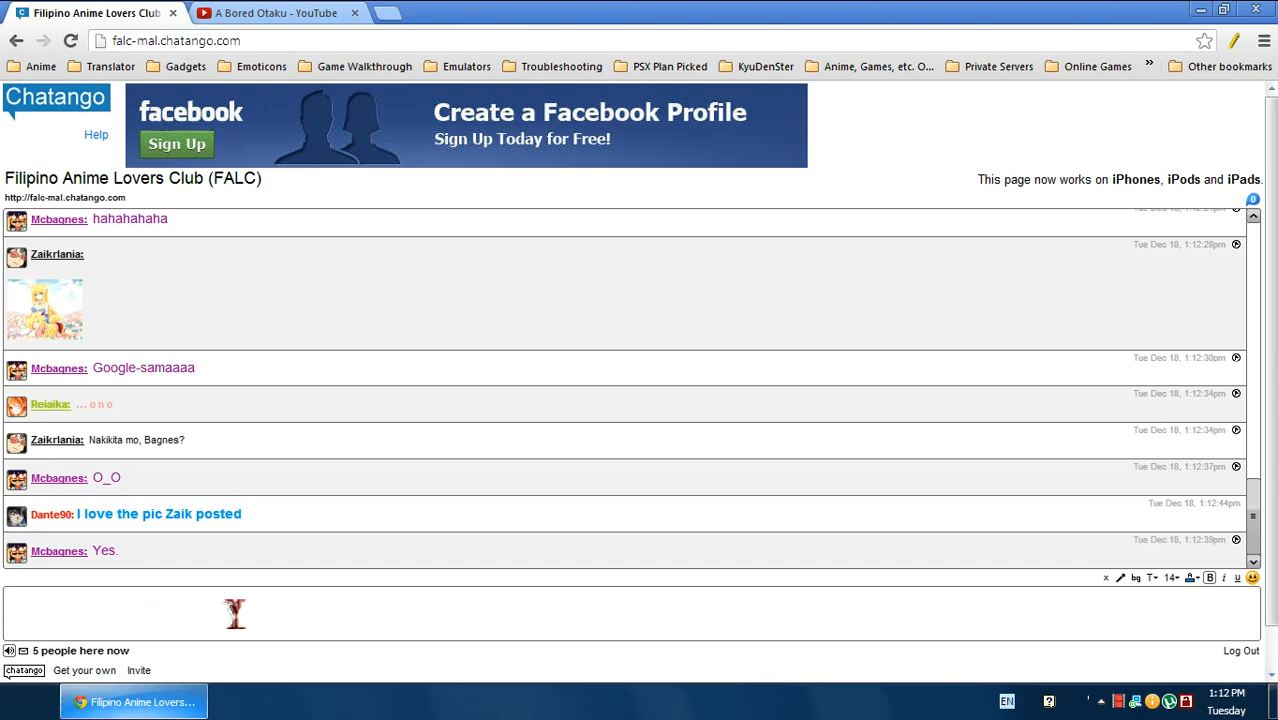 Filipino Anime Lovers Club
A Bored Otaku - YouTube
falc-mal.chatango.com
Anime
Translator
Gadgets
Emoticons
Game Walkthrough
Emulators
Troubleshooting
PSX Plan Picked
KyuDenSter
Anime, Games, etc. O...
Private Servers
Online Games
»
Other bookmarks
Chatango
Help
facebook
Sign Up
Create a Facebook Profile
Sign Up Today for Free!
Filipino Anime Lovers Club (FALC)
http://falc-mal.chatango.com
This page now works on iPhones, iPods and iPads.
0
Mcbagnes: hahahahaha
Zaikrlania:
Tue Dec 18, 1:12:28pm
Mcbagnes: Google-samaaaa
Tue Dec 18, 1:12:30pm
Reiaika: ... o n o
Tue Dec 18, 1:12:34pm
Zaikrlania: Nakikita mo, Bagnes?
Tue Dec 18, 1:12:34pm
Mcbagnes: O_O
Tue Dec 18, 1:12:37pm
Dante90: I love the pic Zaik posted
Tue Dec 18, 1:12:44pm
Mcbagnes: Yes.
Tue Dec 18, 1:12:39pm
x bg T 14 B i u
5 people here now
Log Out
chatango Get your own Invite
Filipino Anime Lovers...
EN
1:12 PM
Tuesday